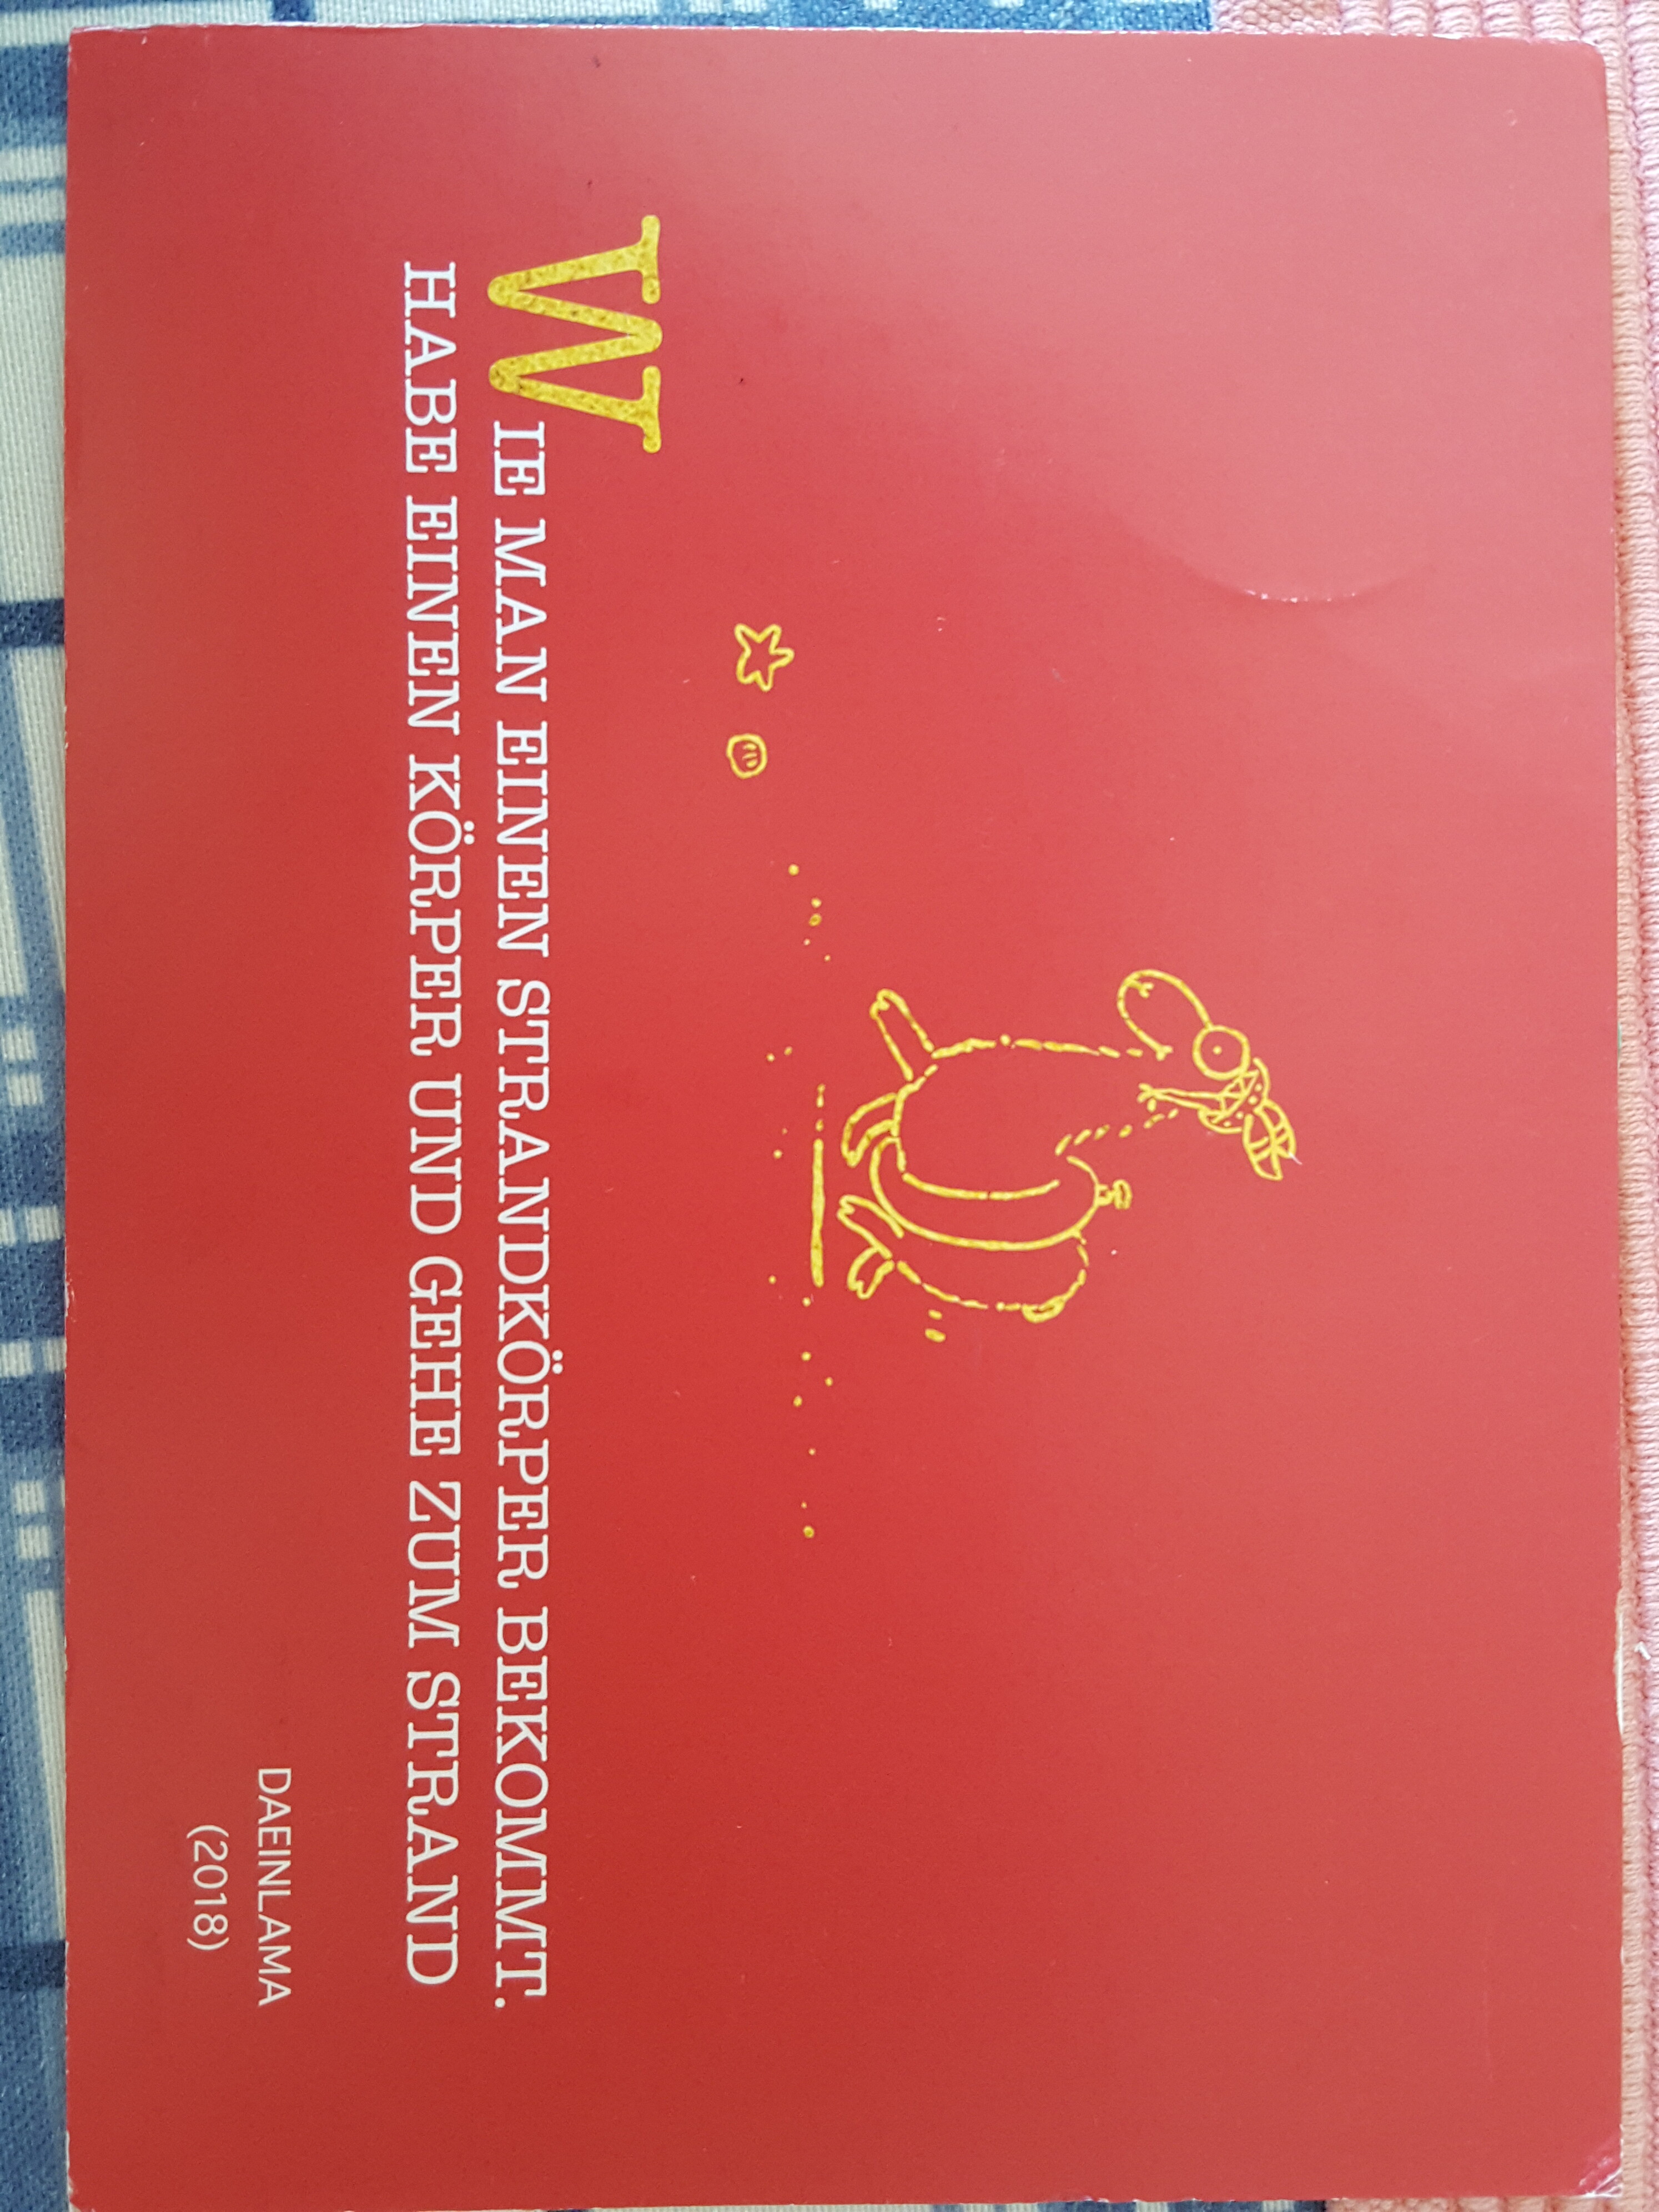 WIE MAN EINEN STRANDKÖRPER BEKOMMT.
HABE EINEN KÖRPER UND GEHE ZUM STRAND
DAEINLAMA
(2018)